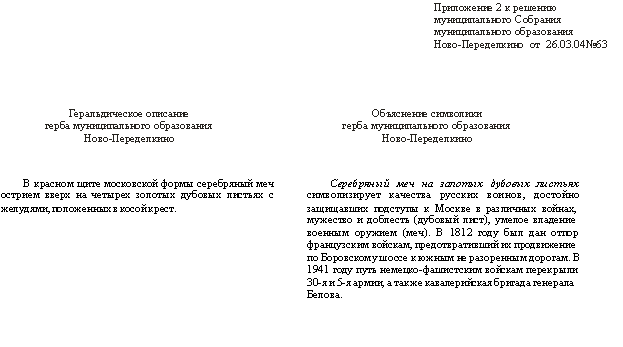 Приложение 2 к решению
муниципального Собрания
муниципального образования
Ново-Переделкино от 26.03.04№63
Геральдическое описание
герба муниципального образования
Ново-Переделкино
В красном щите московской формы серебряный меч
острием вверх на четырех золотых дубовых листьях с
желудями, положенных в косой крест.
Объяснение символики
герба муниципального образования
Ново-Переделкино
Серебряный меч на золотых дубовых листьях
символизирует качества русских воинов, достойно
защищавших подступы к Москве в различных войнах,
мужество и доблесть (дубовый лист), умелое владение
военным оружием (меч). В 1812 году был дан отпор
французским войскам, предотвративший их продвижение
по Боровскому шоссе к южным не разоренным дорогам. В
1941 году путь немецко-фашистским войскам перекрыли
30-я и 5-я армии, а также кавалерийская бригада генерала
Белова.